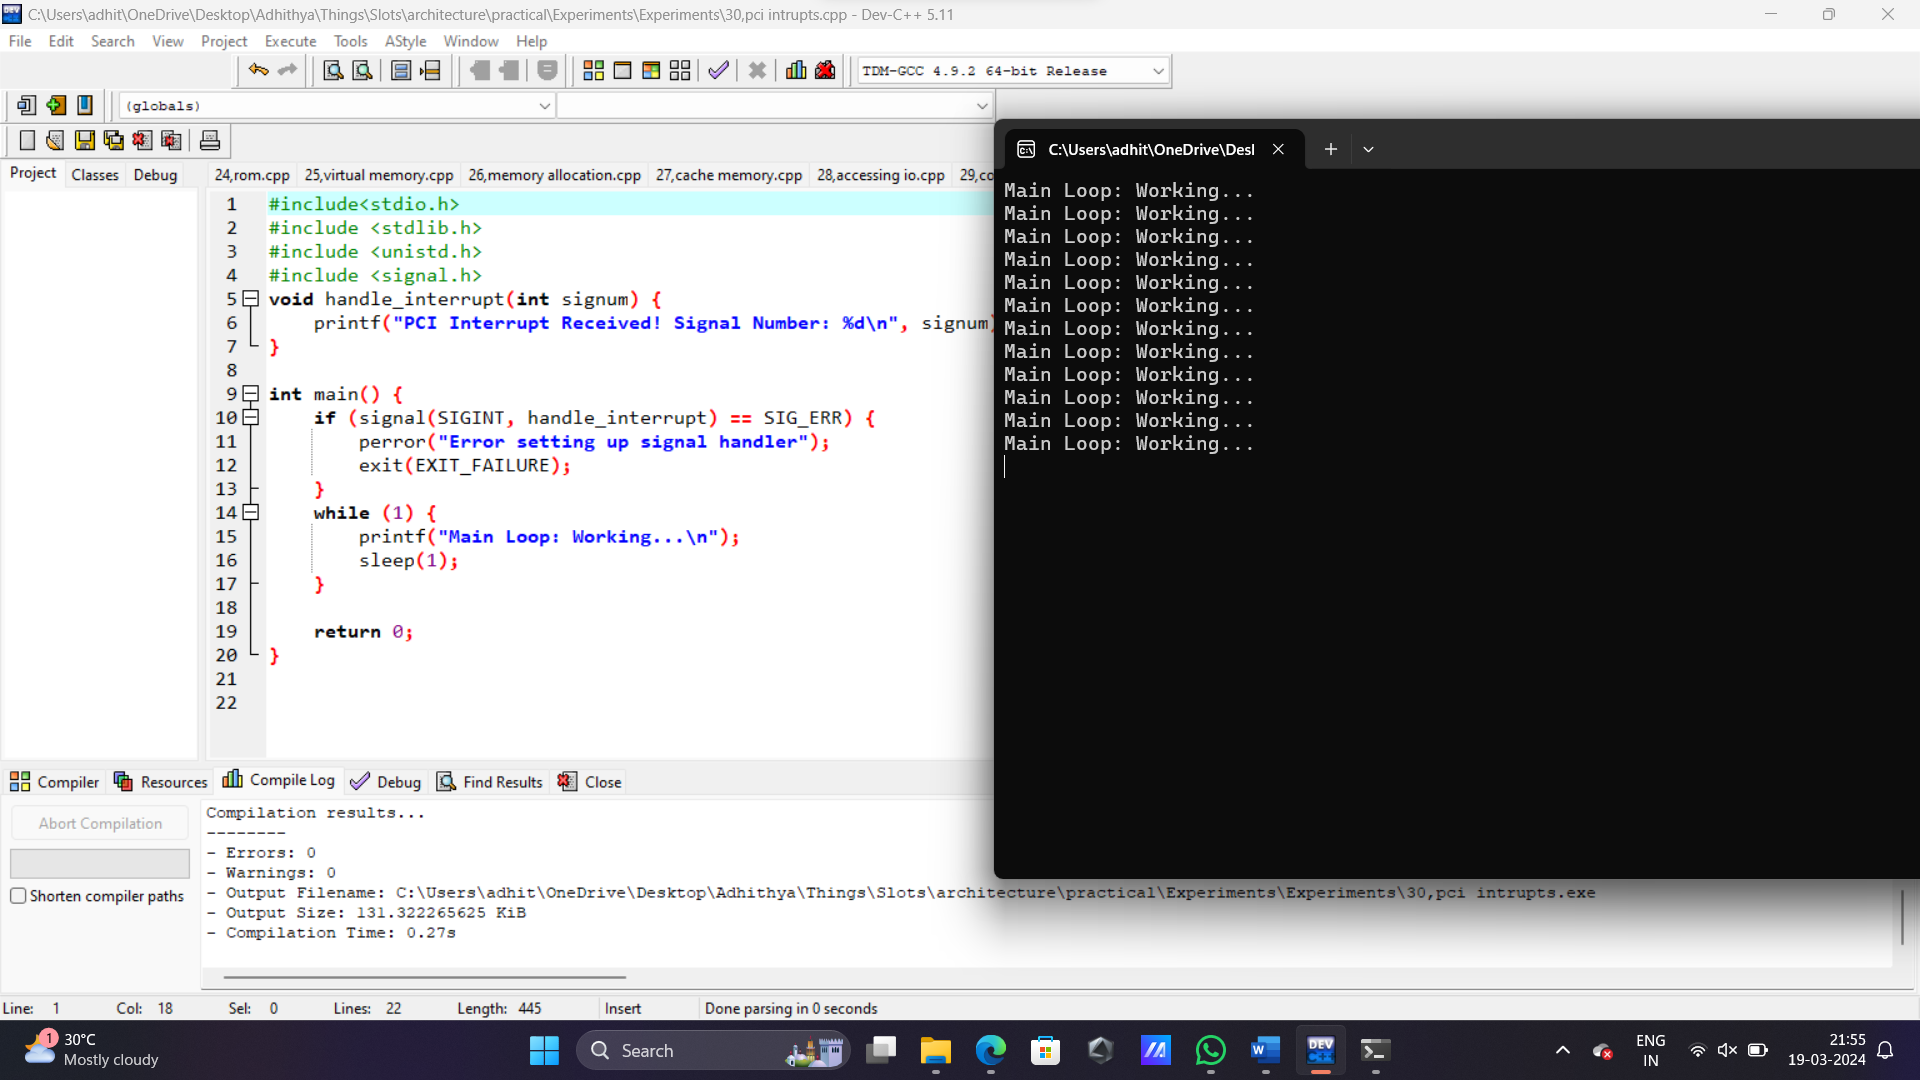 C:\Users\adhit\OneDrive\Desktop\Adhithya\Things\Slots\architecture\practical\Experiments\Experiments\30,pci intrupts.cpp - Dev-C++ 5.11
File Edit Search View Project Execute Tools AStyle Window Help
TDM-GCC 4.9.2 64-bit Release
(globals)
Project Classes Debug
24,rom.cpp 25,virtual memory.cpp 26,memory allocation.cpp 27,cache memory.cpp 28,accessing io.cpp 29,co
1 #include<stdio.h>
2 #include <stdlib.h>
3 #include <unistd.h>
4 #include <signal.h>
5 void handle_interrupt(int signum) {
6 printf("PCI Interrupt Received! Signal Number: %d\n", signum)
7 }
8
9 int main() {
10 if (signal(SIGINT, handle_interrupt) == SIG_ERR) {
11 perror("Error setting up signal handler");
12 exit(EXIT_FAILURE);
13 }
14 while (1) {
15 printf("Main Loop: Working...\n");
16 sleep(1);
17 }
18
19 return 0;
20 }
21
22
C:\Users\adhit\OneDrive\Desl
Main Loop: Working...
Main Loop: Working...
Main Loop: Working...
Main Loop: Working...
Main Loop: Working...
Main Loop: Working...
Main Loop: Working...
Main Loop: Working...
Main Loop: Working...
Main Loop: Working...
Main Loop: Working...
Main Loop: Working...
Compiler Resources Compile Log Debug Find Results Close
Abort Compilation
Shorten compiler paths
Compilation results...
--------
- Errors: 0
- Warnings: 0
- Output Filename: C:\Users\adhit\OneDrive\Desktop\Adhithya\Things\Slots\architecture\practical\Experiments\Experiments\30,pci intrupts.exe
- Output Size: 131.322265625 KiB
- Compilation Time: 0.27s
Line: 1 Col: 18 Sel: 0 Lines: 22 Length: 445 Insert Done parsing in 0 seconds
1
30°C
Mostly cloudy
Search
DEV
C++
W
ENG
IN
21:55
19-03-2024